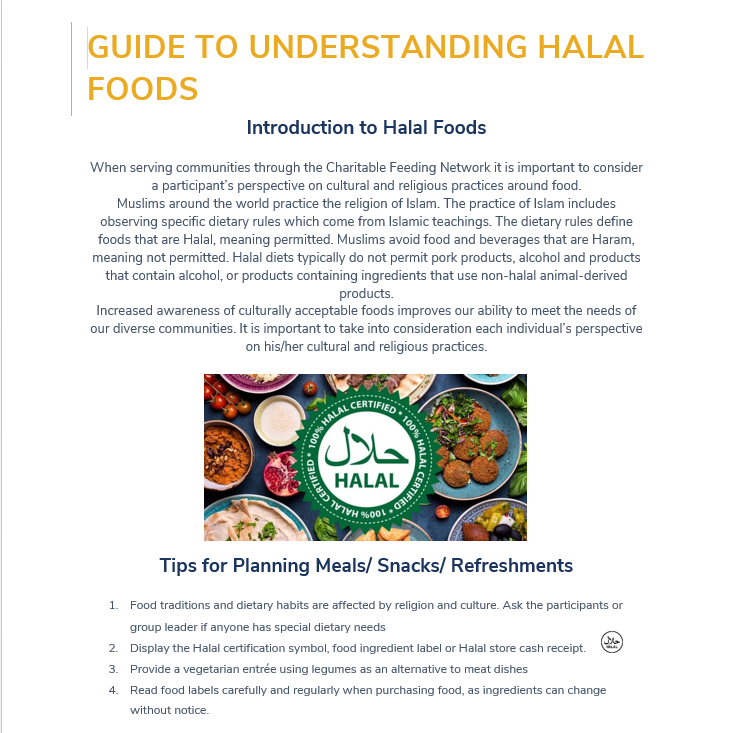 GUIDE TO UNDERSTANDING HALAL
FOODS
Introduction to Halal Foods
When serving communities through the Charitable Feeding Network it is important to consider
a participant’s perspective on cultural and religious practices around food.
Muslims around the world practice the religion of Islam. The practice of Islam includes
observing specific dietary rules which come from Islamic teachings. The dietary rules define
foods that are Halal, meaning permitted. Muslims avoid food and beverages that are Haram,
meaning not permitted. Halal diets typically do not permit pork products, alcohol and products
that contain alcohol, or products containing ingredients that use non-halal animal-derived
products.
Increased awareness of culturally acceptable foods improves our ability to meet the needs of
our diverse communities. It is important to take into consideration each individual’s perspective
on his/her cultural and religious practices.
100% HALAL CERTIFIED * 100% HALAL CERTIFIED * 100% HALAL CERTIFIED *
حلال
HALAL
Tips for Planning Meals/ Snacks/ Refreshments
1. Food traditions and dietary habits are affected by religion and culture. Ask the participants or
group leader if anyone has special dietary needs
2. Display the Halal certification symbol, food ingredient label or Halal store cash receipt.
حلال
HALAL
3. Provide a vegetarian entrée using legumes as an alternative to meat dishes
4. Read food labels carefully and regularly when purchasing food, as ingredients can change
without notice.